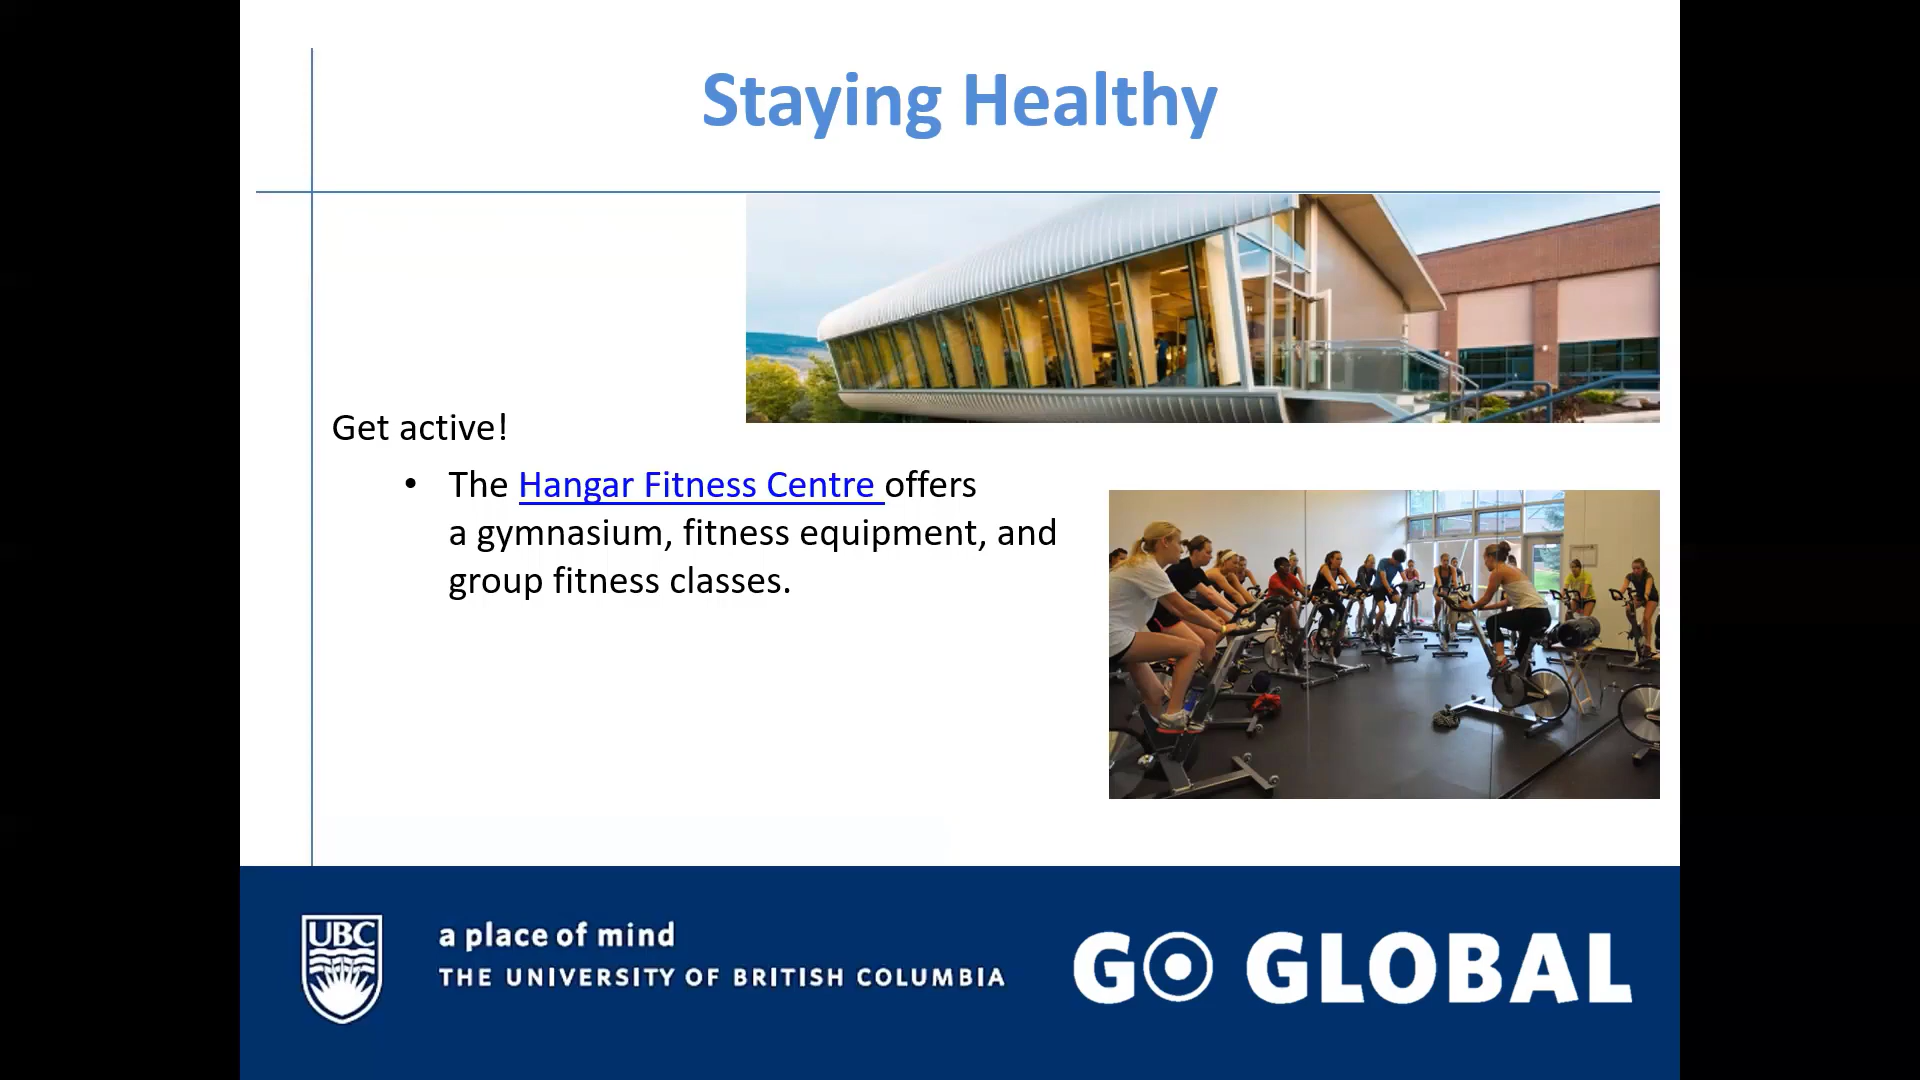 Staying Healthy
Get active!
• The Hangar Fitness Centre offers
a gymnasium, fitness equipment, and
group fitness classes.
UBC
a place of mind
THE UNIVERSITY OF BRITISH COLUMBIA
GO GLOBAL